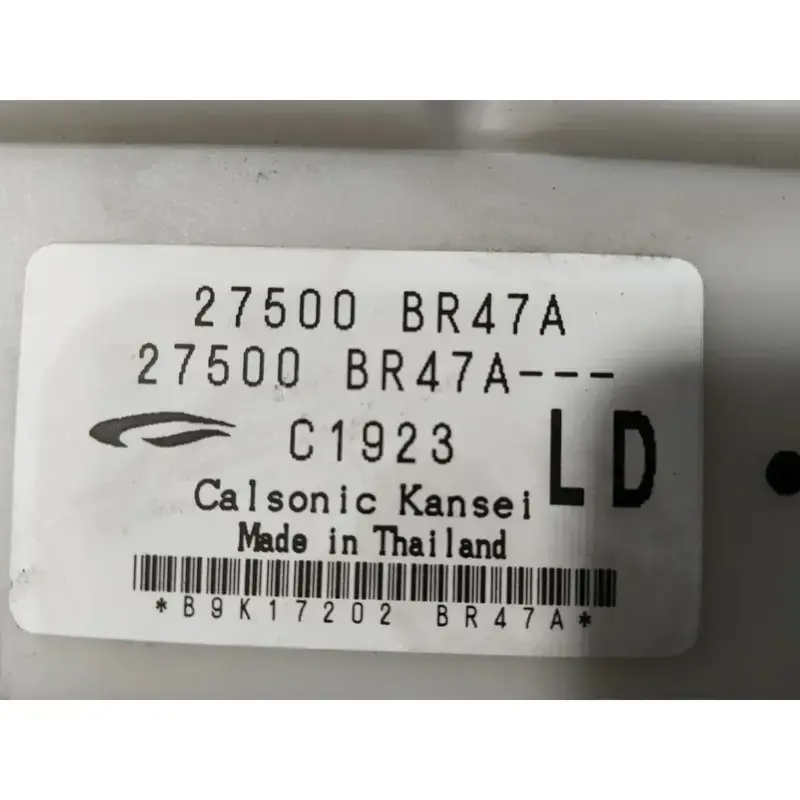 27500 BR47A
27500 BR47A---
C1923 LD
Calsonic Kansei
Made in Thailand
*B9K17202 BR47A*